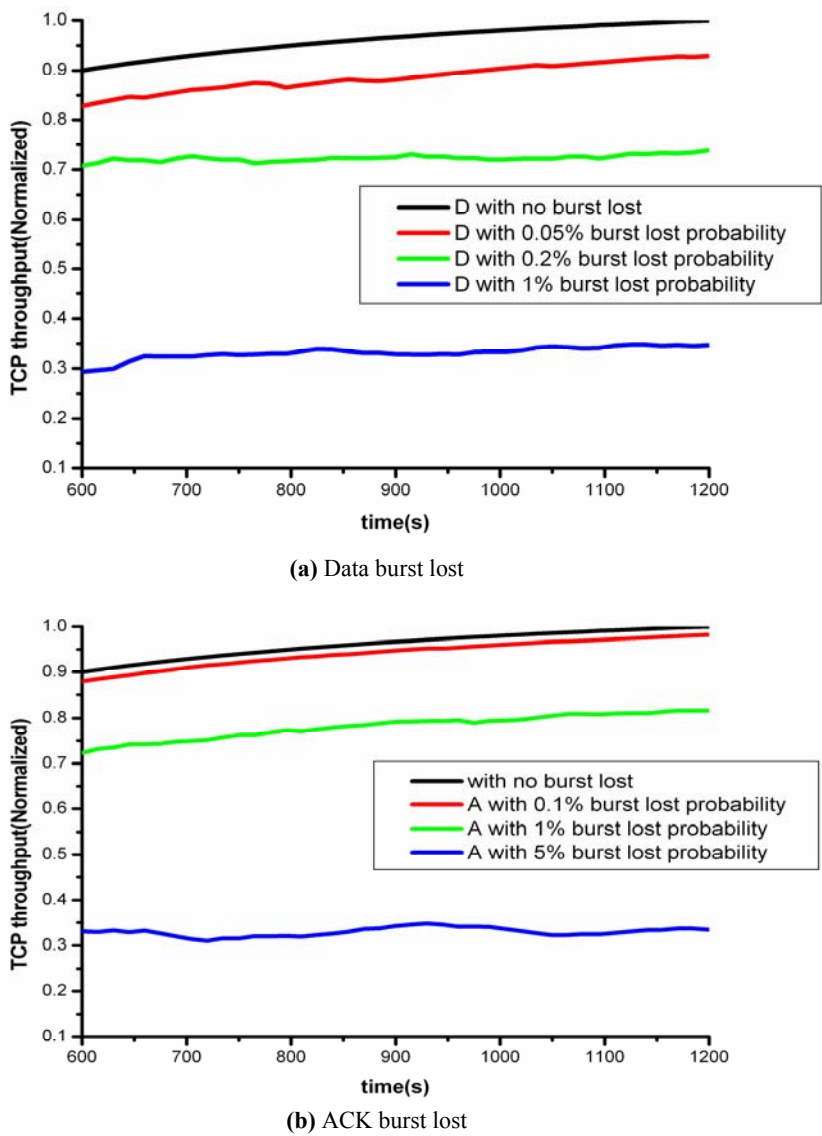 1.0
0.9
0.8
0.7
0.6
0.5
0.4
0.3
0.2
0.1
TCP throughput(Normalized)
D with no burst lost
D with 0.05% burst lost probability
D with 0.2% burst lost probability
D with 1% burst lost probability
600 700 800 900 1000 1100 1200
time(s)
(a) Data burst lost
1.0
0.9
0.8
0.7
0.6
0.5
0.4
0.3
0.2
0.1
TCP throughput(Normalized)
with no burst lost
A with 0.1% burst lost probability
A with 1% burst lost probability
A with 5% burst lost probability
600 700 800 900 1000 1100 1200
time(s)
(b) ACK burst lost